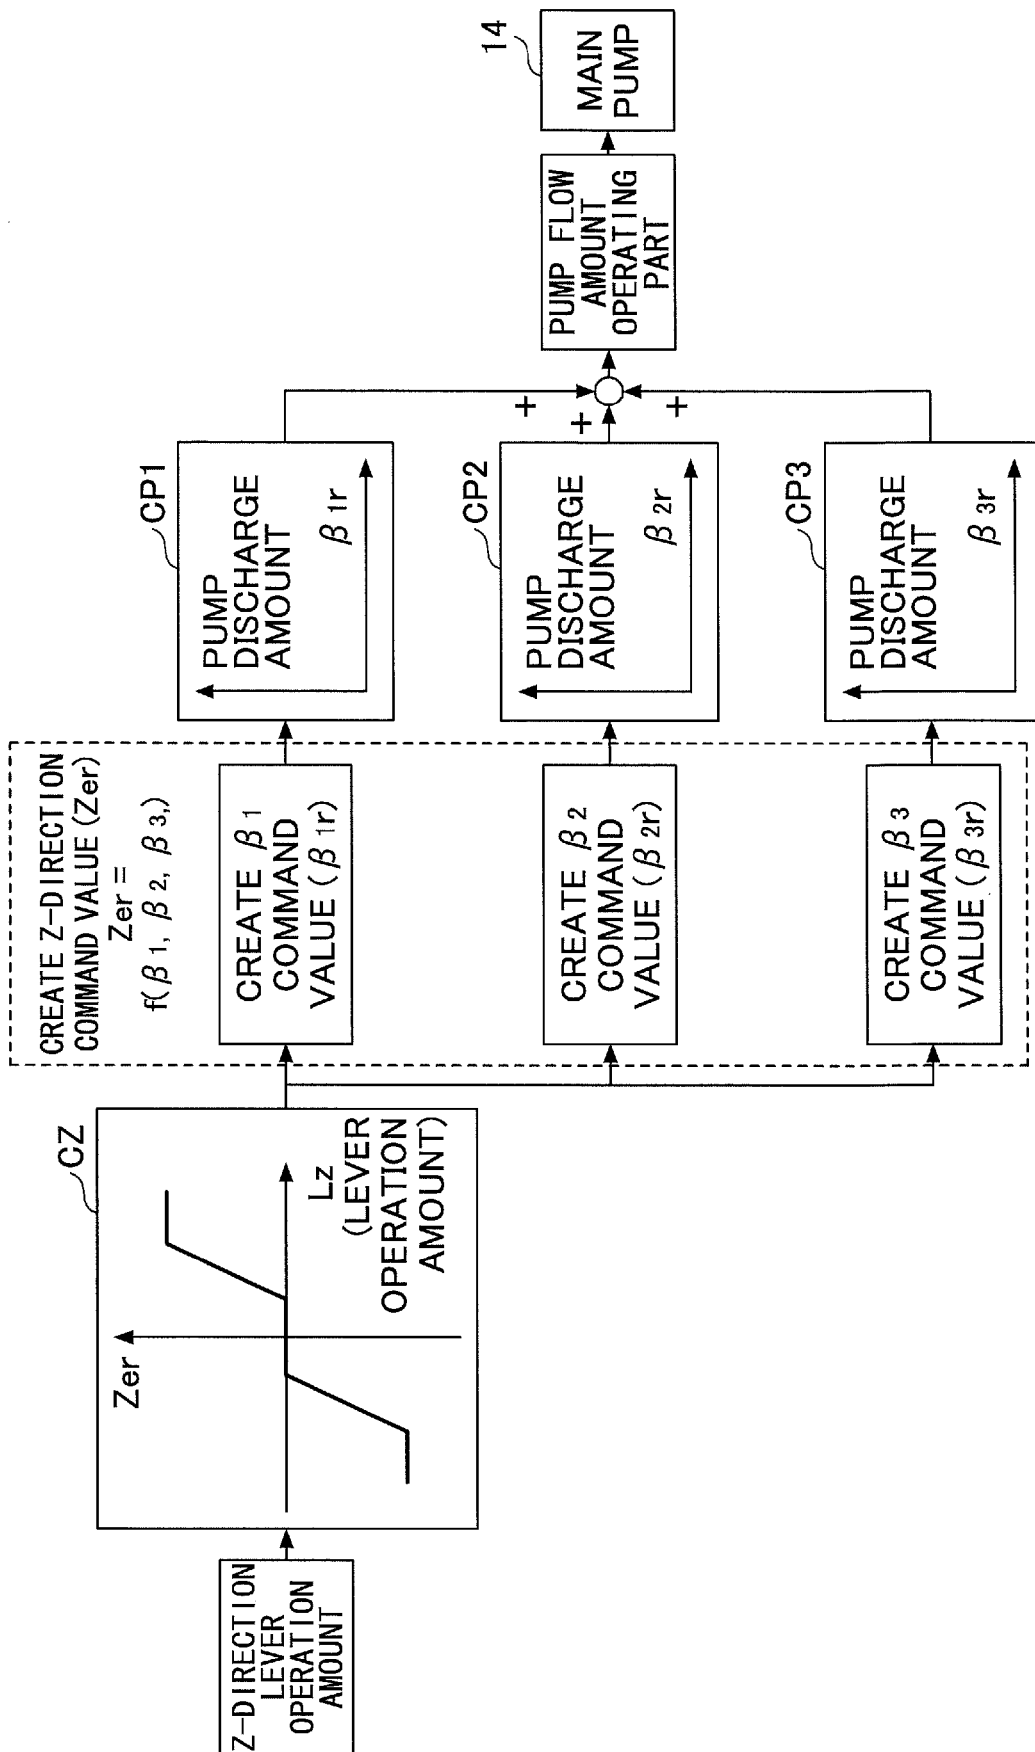 Z-DIRECTION
LEVER
OPERATION
AMOUNT
CZ
Zer
Lz
(LEVER
OPERATION
AMOUNT)
CREATE Z-DIRECTION
COMMAND VALUE (Zer)
Zer =
f(β1, β2, β3,)
CREATE β1
COMMAND
VALUE (β1r)
CREATE β2
COMMAND
VALUE (β2r)
CREATE β3
COMMAND
VALUE (β3r)
CP1
PUMP
DISCHARGE
AMOUNT
β1r
CP2
PUMP
DISCHARGE
AMOUNT
β2r
CP3
PUMP
DISCHARGE
AMOUNT
β3r
+
+
+
PUMP FLOW
AMOUNT
OPERATING
PART
14
MAIN
PUMP